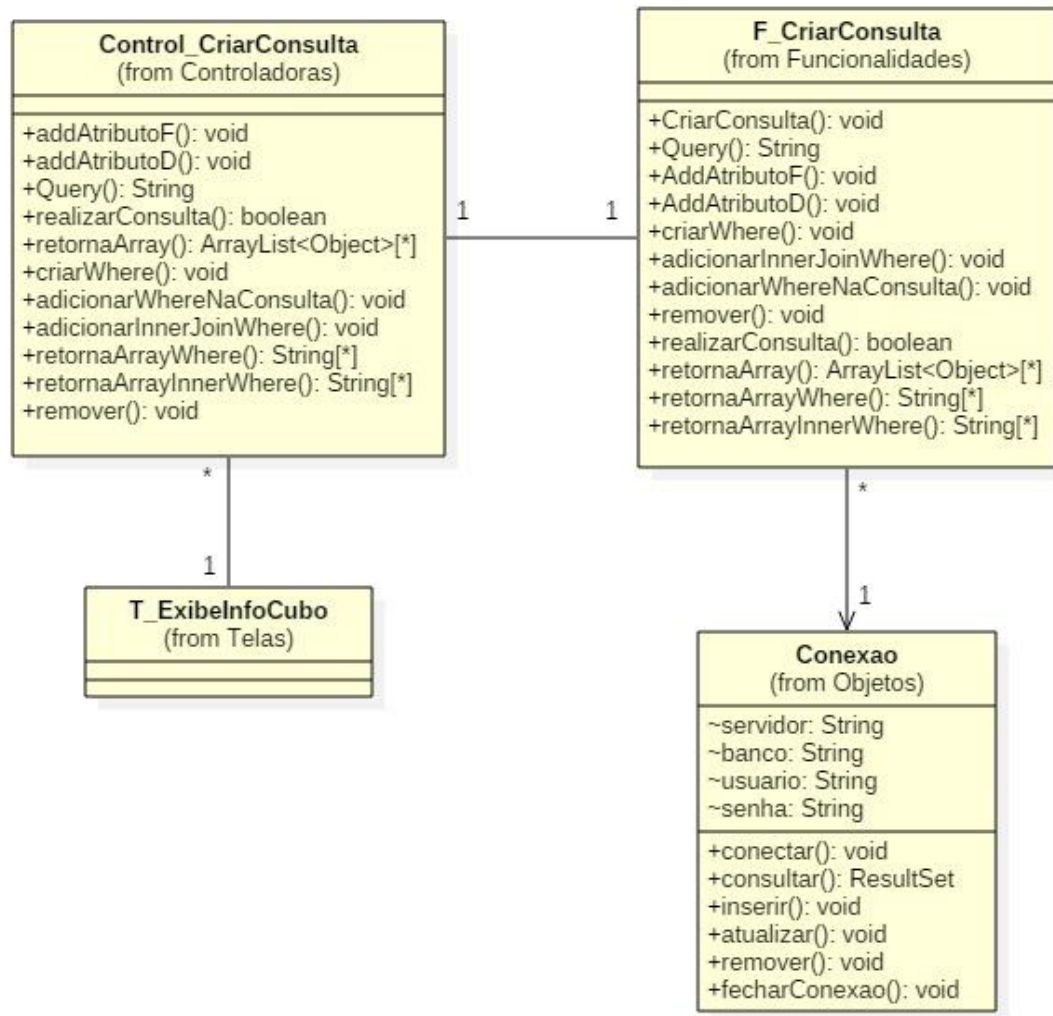 Control_CriarConsulta
(from Controladoras)
+addAtributoF(): void
+addAtributoD(): void
+Query(): String
+realizarConsulta(): boolean
+retornaArray(): ArrayList<Object>[*]
+criarWhere(): void
+adicionarWhereNaConsulta(): void
+adicionarInnerJoinWhere(): void
+retornaArrayWhere(): String[*]
+retornaArrayInnerWhere(): String[*]
+remover(): void
1
1
F_CriarConsulta
(from Funcionalidades)
+CriarConsulta(): void
+Query(): String
+AddAtributoF(): void
+AddAtributoD(): void
+criarWhere(): void
+adicionarInnerJoinWhere(): void
+adicionarWhereNaConsulta(): void
+remover(): void
+realizarConsulta(): boolean
+retornaArray(): ArrayList<Object>[*]
+retornaArrayWhere(): String[*]
+retornaArrayInnerWhere(): String[*]
*
1
T_ExibeInfoCubo
(from Telas)
*
1
Conexao
(from Objetos)
~servidor: String
~banco: String
~usuario: String
~senha: String
+conectar(): void
+consultar(): ResultSet
+inserir(): void
+atualizar(): void
+remover(): void
+fecharConexao(): void